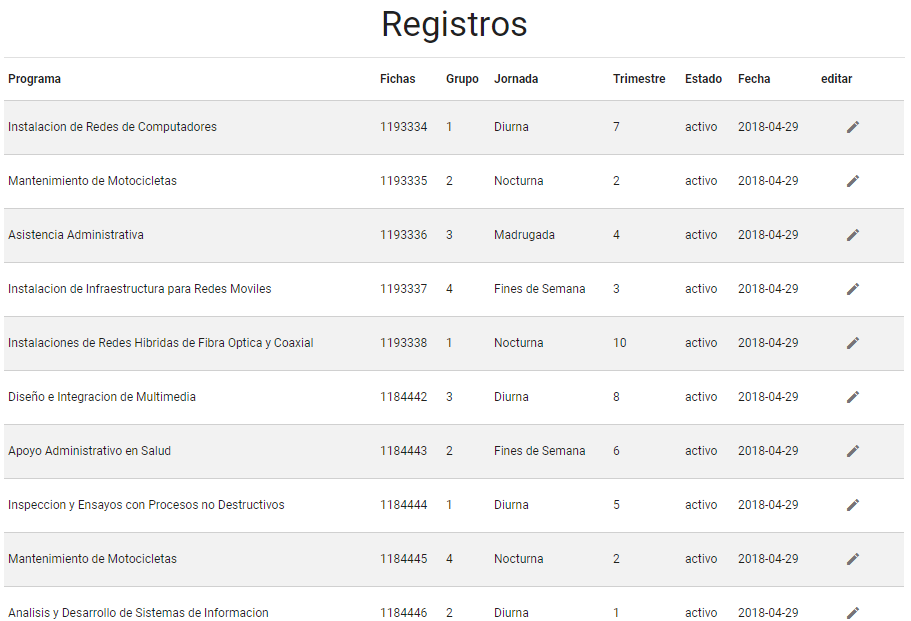 Registros
Programa Fichas Grupo Jornada Trimestre Estado Fecha editar
Instalacion de Redes de Computadores 1193334 1 Diurna 7 activo 2018-04-29
Mantenimiento de Motocicletas 1193335 2 Nocturna 2 activo 2018-04-29
Asistencia Administrativa 1193336 3 Madrugada 4 activo 2018-04-29
Instalacion de Infraestructura para Redes Moviles 1193337 4 Fines de Semana 3 activo 2018-04-29
Instalaciones de Redes Hibridas de Fibra Optica y Coaxial 1193338 1 Nocturna 10 activo 2018-04-29
Diseño e Integracion de Multimedia 1184442 3 Diurna 8 activo 2018-04-29
Apoyo Administrativo en Salud 1184443 2 Fines de Semana 6 activo 2018-04-29
Inspeccion y Ensayos con Procesos no Destructivos 1184444 1 Diurna 5 activo 2018-04-29
Mantenimiento de Motocicletas 1184445 4 Nocturna 2 activo 2018-04-29
Analisis y Desarrollo de Sistemas de Informacion 1184446 2 Diurna 1 activo 2018-04-29